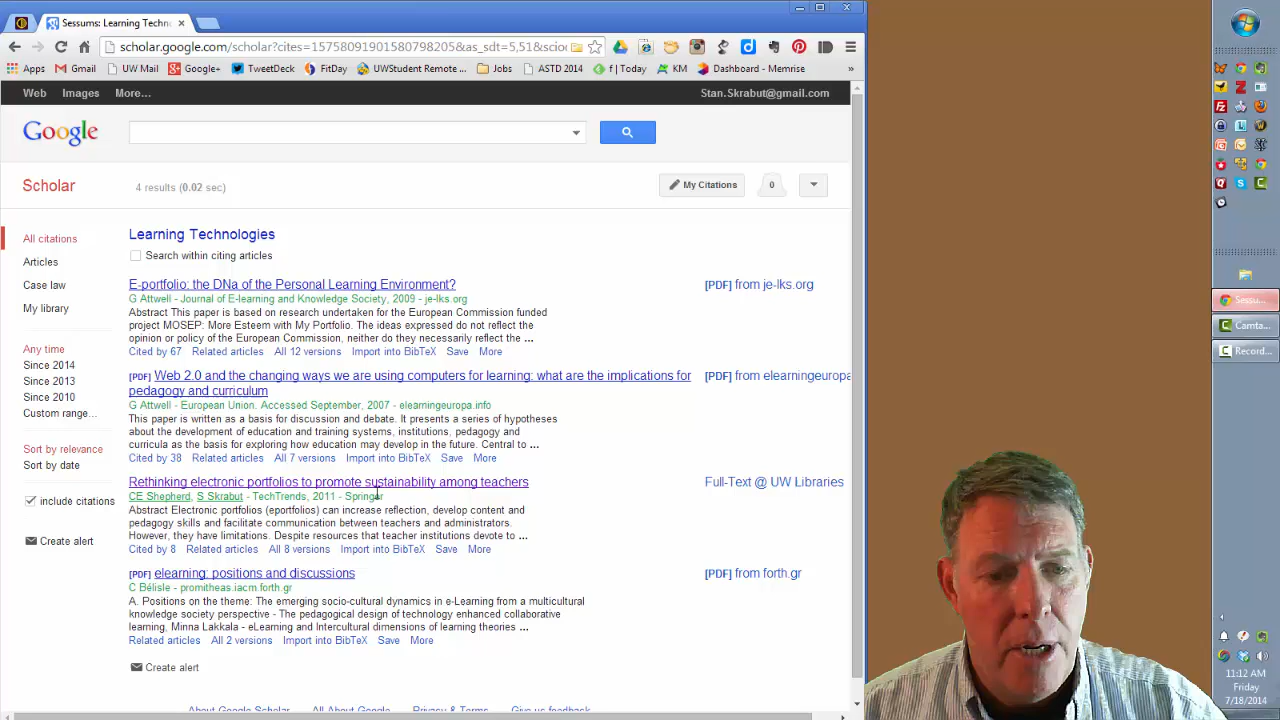 Sessums: Learning Techn
scholar.google.com/scholar?cites=15758091901580798205&as_sdt=5,51&scio
Apps Gmail UW Mail Google+ TweetDeck FitDay UWStudent Remote ... Jobs ASTD 2014 f | Today KM Dashboard - Memrise »
Web Images More... Stan.Skrabut@gmail.com
Google
Scholar 4 results (0.02 sec) My Citations 0
All citations
Articles
Case law
My library
Any time
Since 2014
Since 2013
Since 2010
Custom range...
Sort by relevance
Sort by date
include citations
Create alert
Learning Technologies
Search within citing articles
E-portfolio: the DNa of the Personal Learning Environment? [PDF] from je-lks.org
G Attwell - Journal of E-learning and Knowledge Society, 2009 - je-lks.org
Abstract This paper is based on research undertaken for the European Commission funded
project MOSEP: More Esteem with My Portfolio. The ideas expressed do not reflect the
opinion or policy of the European Commission, neither do they necessarily reflect the ...
Cited by 67 Related articles All 12 versions Import into BibTeX Save More
[PDF] Web 2.0 and the changing ways we are using computers for learning: what are the implications for [PDF] from elearningeuropa
pedagogy and curriculum
G Attwell - European Union. Accessed September, 2007 - elearningeuropa.info
This paper is written as a basis for discussion and debate. It presents a series of hypotheses
about the development of education and training systems, institutions, pedagogy and
curricula as the basis for exploring how education may develop in the future. Central to ...
Cited by 38 Related articles All 7 versions Import into BibTeX Save More
Rethinking electronic portfolios to promote sustainability among teachers Full-Text @ UW Libraries
CE Shepherd, S Skrabut - TechTrends, 2011 - Springer
Abstract Electronic portfolios (eportfolios) can increase reflection, develop content and
pedagogy skills and facilitate communication between teachers and administrators.
However, they have limitations. Despite resources that teacher institutions devote to ...
Cited by 8 Related articles All 8 versions Import into BibTeX Save More
[PDF] elearning: positions and discussions [PDF] from forth.gr
C Bélisle - promitheas.iacm.forth.gr
A. Positions on the theme: The emerging socio-cultural dynamics in e-Learning from a multicultural
knowledge society perspective - The pedagogical design of technology enhanced collaborative
learning. Minna Lakkala - eLearning and Intercultural dimensions of learning theories ...
Related articles All 2 versions Import into BibTeX Save More
Create alert
About Google Scholar All About Google Privacy & Terms Give us feedback
Sessu...
Camta...
Record...
11:12 AM
Friday
7/18/2014